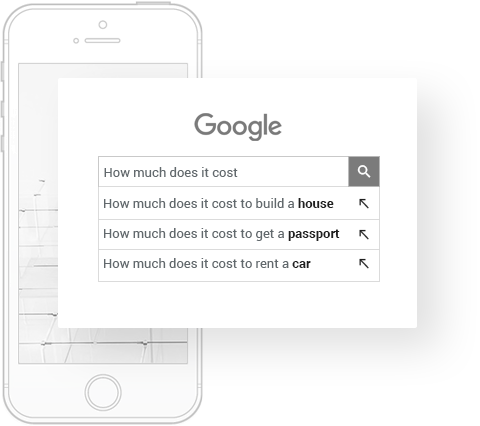 Google
How much does it cost
How much does it cost to build a house
How much does it cost to get a passport
How much does it cost to rent a car